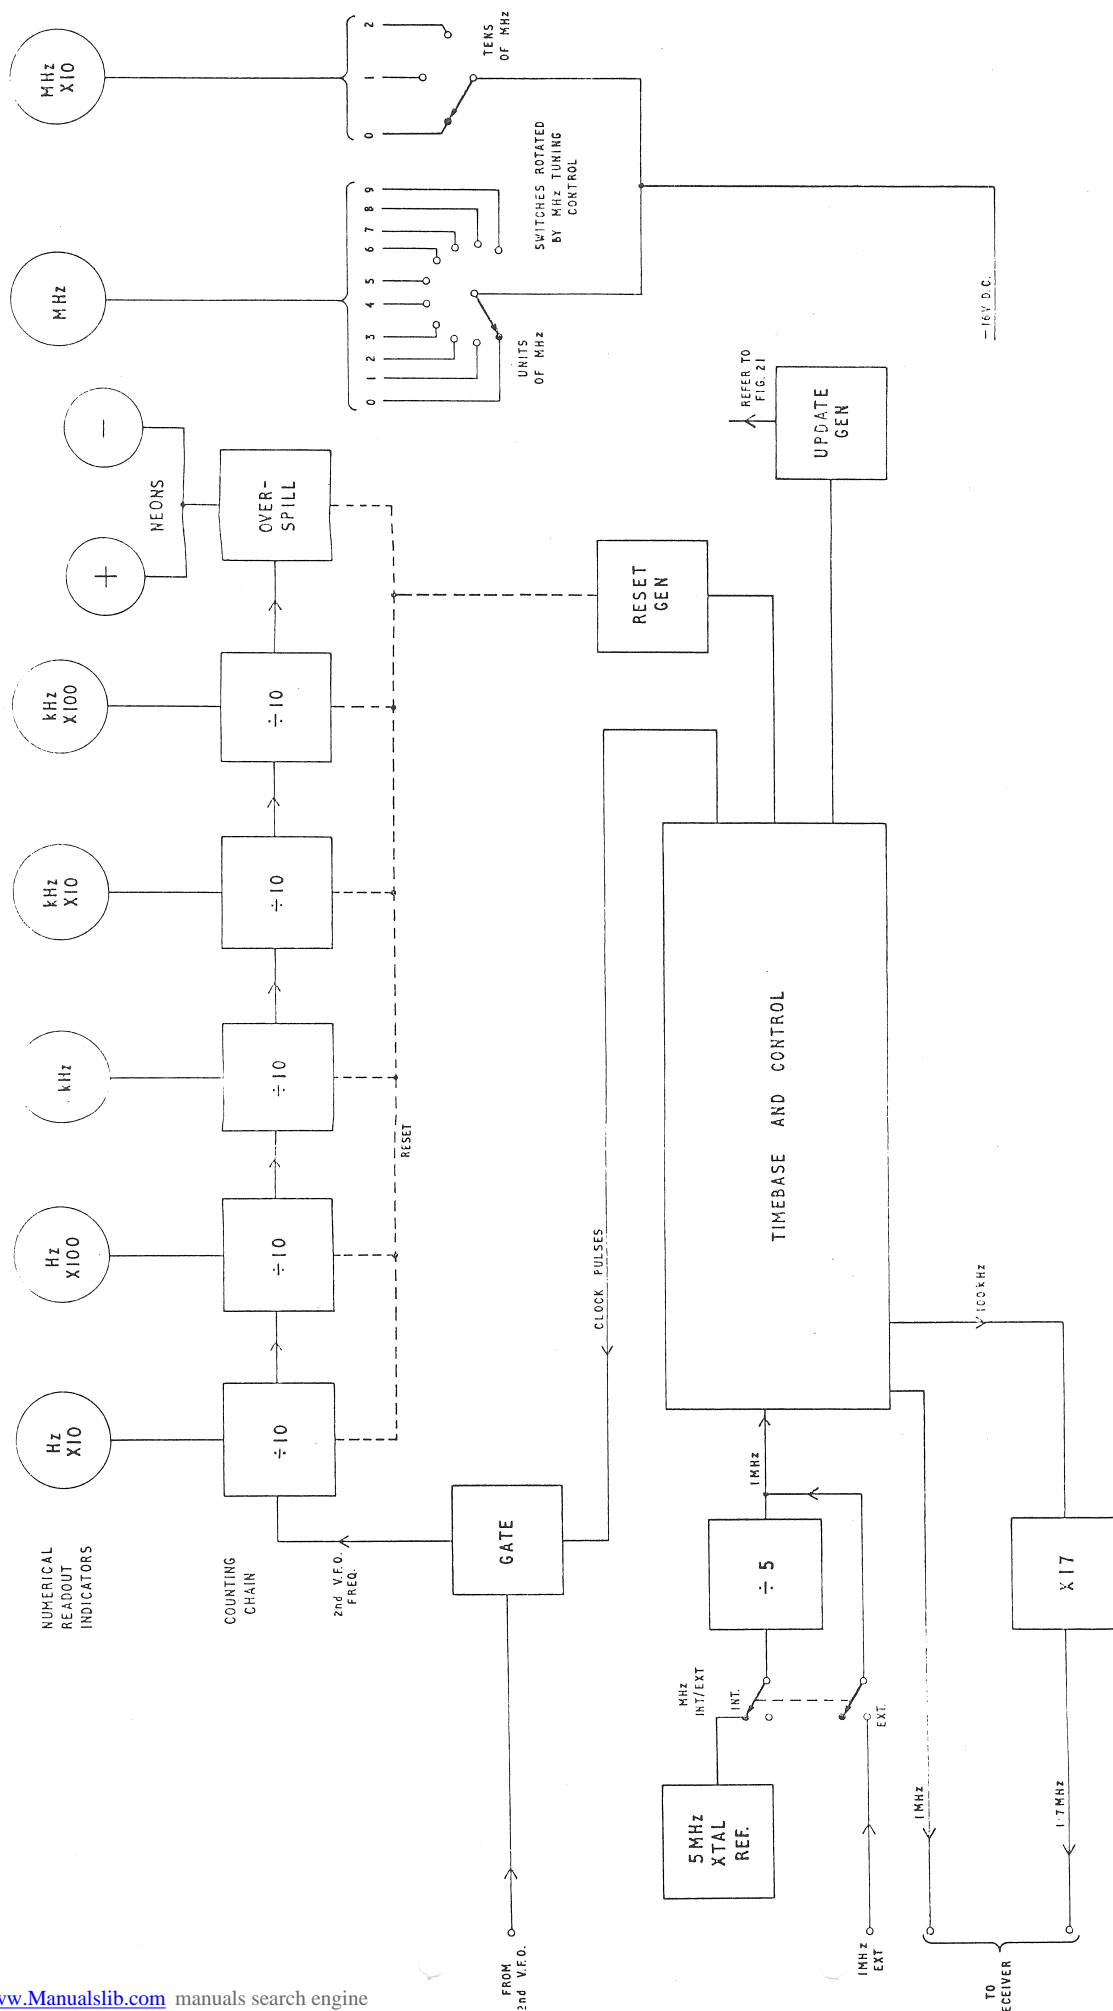 NUMERICAL
READOUT
INDICATORS
Hz
X10
Hz
X100
kHz
kHz
X10
kHz
X100
+
-
NEONS
MHz
MHz
X10
COUNTING
CHAIN
÷10
÷10
÷10
÷10
÷10
OVER-
SPILL
0 1 2 3 4 5 6 7 8 9
0 1 2
2nd V.F.O.
FREQ.
RESET
UNITS
OF MHz
SWITCHES ROTATED
BY MHz TUNING
CONTROL
TENS
OF MHz
FROM
2nd V.F.O.
GATE
CLOCK PULSES
RESET
GEN
REFER TO
FIG. 21
UPDATE
GEN
-16V D.C.
5MHz
XTAL
REF.
MHz
INT/EXT
INT.
EXT.
÷ 5
1MHz
TIMEBASE AND CONTROL
1MHz
EXT
1MHz
100kHz
X17
1·7MHz
TO
ECEIVER
ww.Manualslib.com manuals search engine